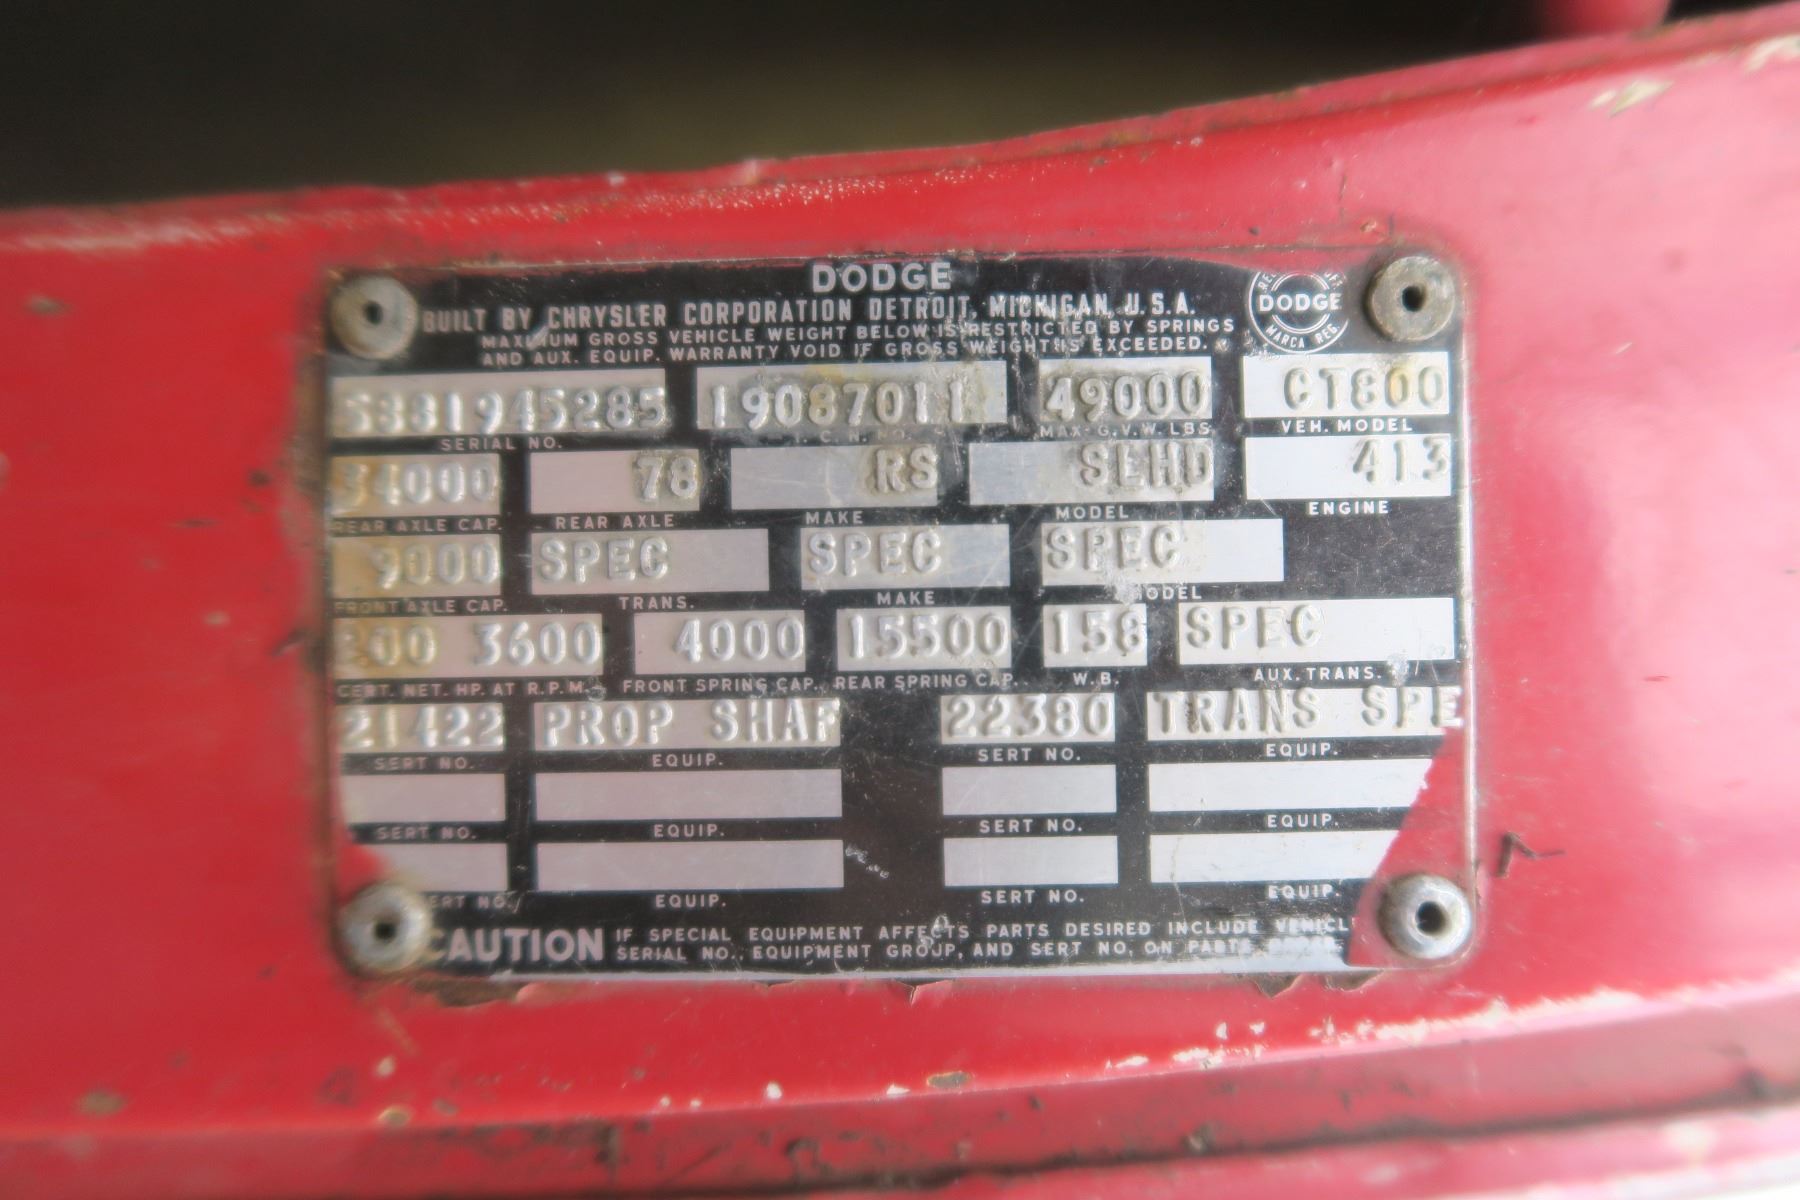 DODGE
BUILT BY CHRYSLER CORPORATION DETROIT, MICHIGAN, U.S.A.
MAXIMUM GROSS VEHICLE WEIGHT BELOW IS RESTRICTED BY SPRINGS
AND AUX. EQUIP. WARRANTY VOID IF GROSS WEIGHT IS EXCEEDED.
DODGE
MARCA REG.
5881945285 19087011 49000 CT800
SERIAL NO. MAX. G.V.W. LBS VEH. MODEL
34000 78 RS SLHD 413
REAR AXLE CAP. REAR AXLE MAKE MODEL ENGINE
9000 SPEC SPEC SPEC
FRONT AXLE CAP. TRANS. MAKE MODEL
200 3600 4000 15500 158 SPEC
CERT. NET. HP. AT R.P.M. FRONT SPRING CAP. REAR SPRING CAP. W.B. AUX. TRANS.
21422 PROP SHAF 22380 TRANS SPE
SERT NO. EQUIP. SERT NO. EQUIP.
SERT NO. EQUIP. SERT NO. EQUIP.
SERT NO. EQUIP. SERT NO. EQUIP.
CAUTION IF SPECIAL EQUIPMENT AFFECTS PARTS DESIRED INCLUDE VEHICL
SERIAL NO., EQUIPMENT GROUP, AND SERT NO. ON PARTS